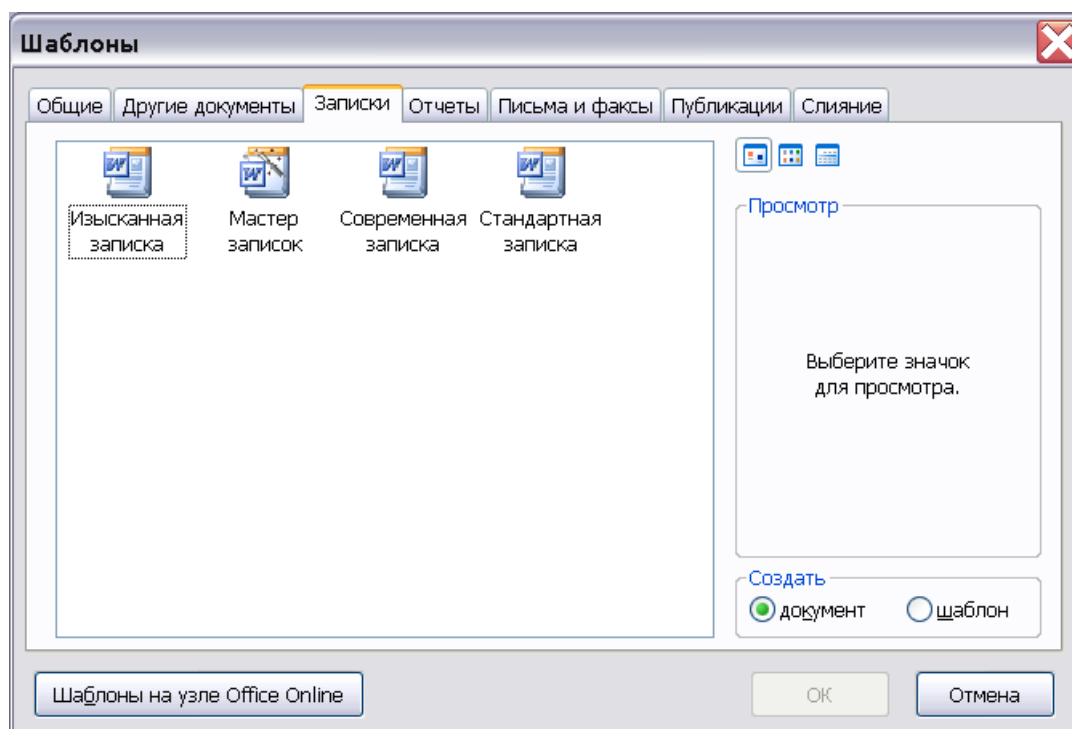 Шаблоны
Общие Другие документы Записки Отчеты Письма и факсы Публикации Слияние
Изысканная записка
Мастер записок
Современная записка
Стандартная записка
Просмотр
Выберите значок
для просмотра.
Создать
документ шаблон
Шаблоны на узле Office Online ОК Отмена